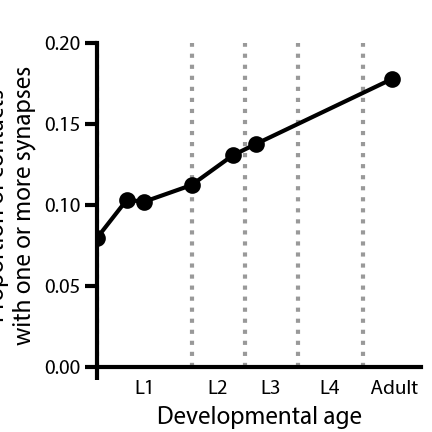 with one or more synapses
0.20
0.15
0.10
0.05
0.00
L1
L2
L3
L4
Adult
Developmental age